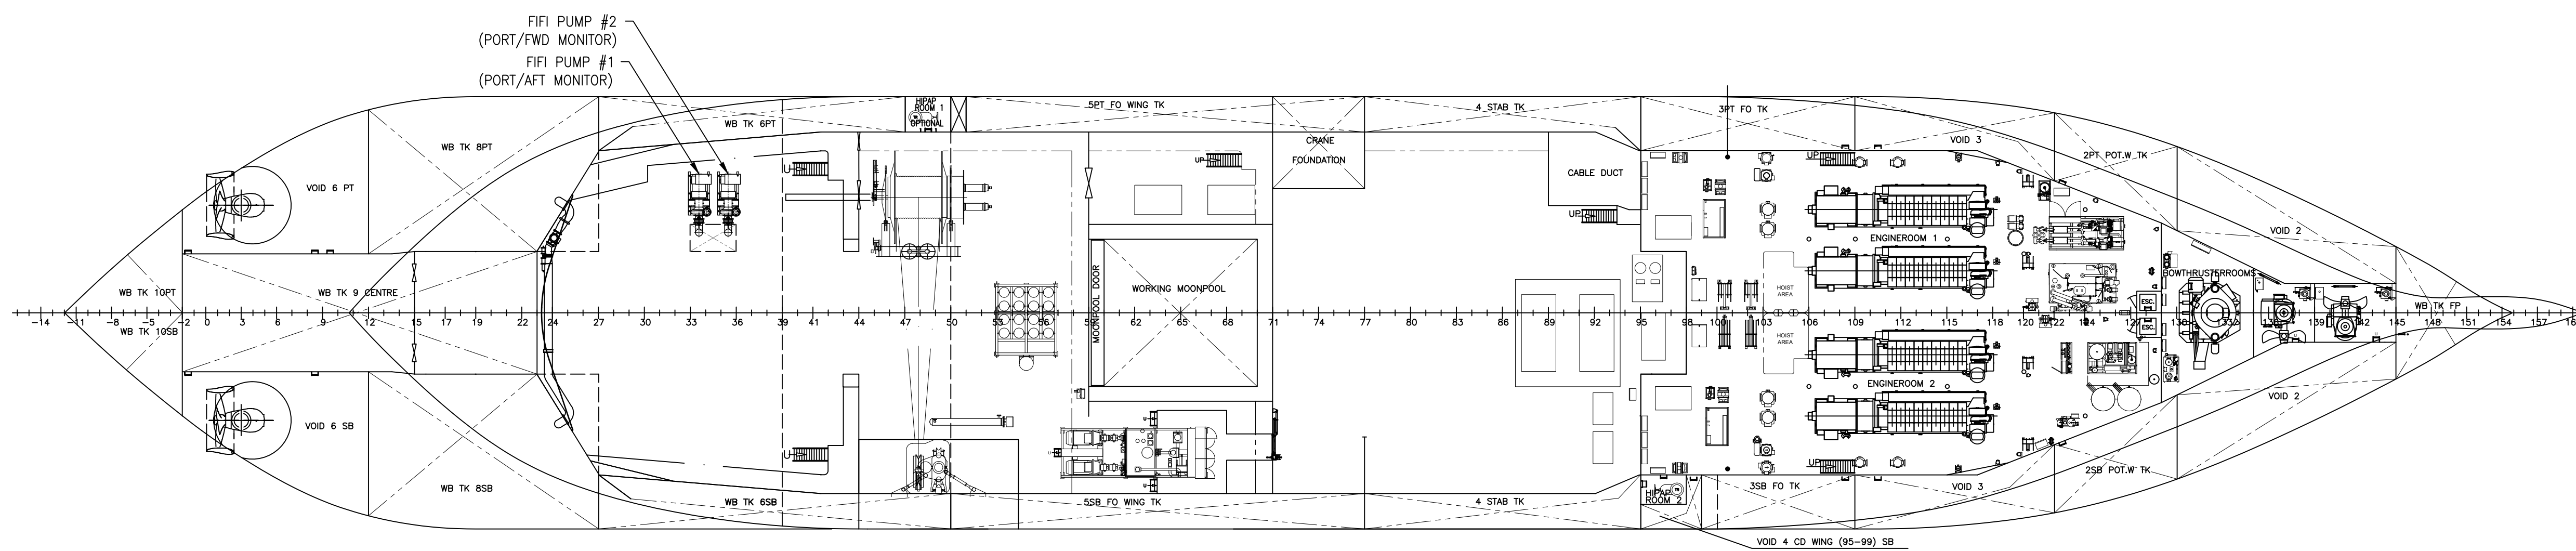 FIFI PUMP #2
(PORT/FWD MONITOR)
FIFI PUMP #1
(PORT/AFT MONITOR)
HIPAP
ROOM 1
OPTIONAL
5PT FO WING TK
4 STAB TK
3PT FO TK
WB TK 6PT
WB TK 8PT
CRANE
FOUNDATION
VOID 3
2PT POT.W TK
UP
UP
CABLE DUCT
VOID 6 PT
UP
VOID 2
ENGINEROOM 1
BOWTHRUSTERROOMS
WB TK 10PT
WB TK 9 CENTRE
MOONPOOL DOOR
WORKING MOONPOOL
HOIST
AREA
ESC.
WB TK FP
-14 -11 -8 -5 -2 0 3 6 9 12 15 17 19 22 24 27 30 33 36 39 41 44 47 50 53 56 62 65 68 71 74 77 80 83 86 89 92 95 98 100 103 106 109 112 115 118 120 122 124 127 130 132 139 142 145 148 151 154 157
WB TK 10SB
ESC.
HOIST
AREA
ENGINEROOM 2
VOID 2
VOID 6 SB
UP
2SB POT.W TK
WB TK 8SB
WB TK 6SB
5SB FO WING TK
4 STAB TK
HIPAP
ROOM 2
3SB FO TK
VOID 3
VOID 4 CD WING (95-99) SB